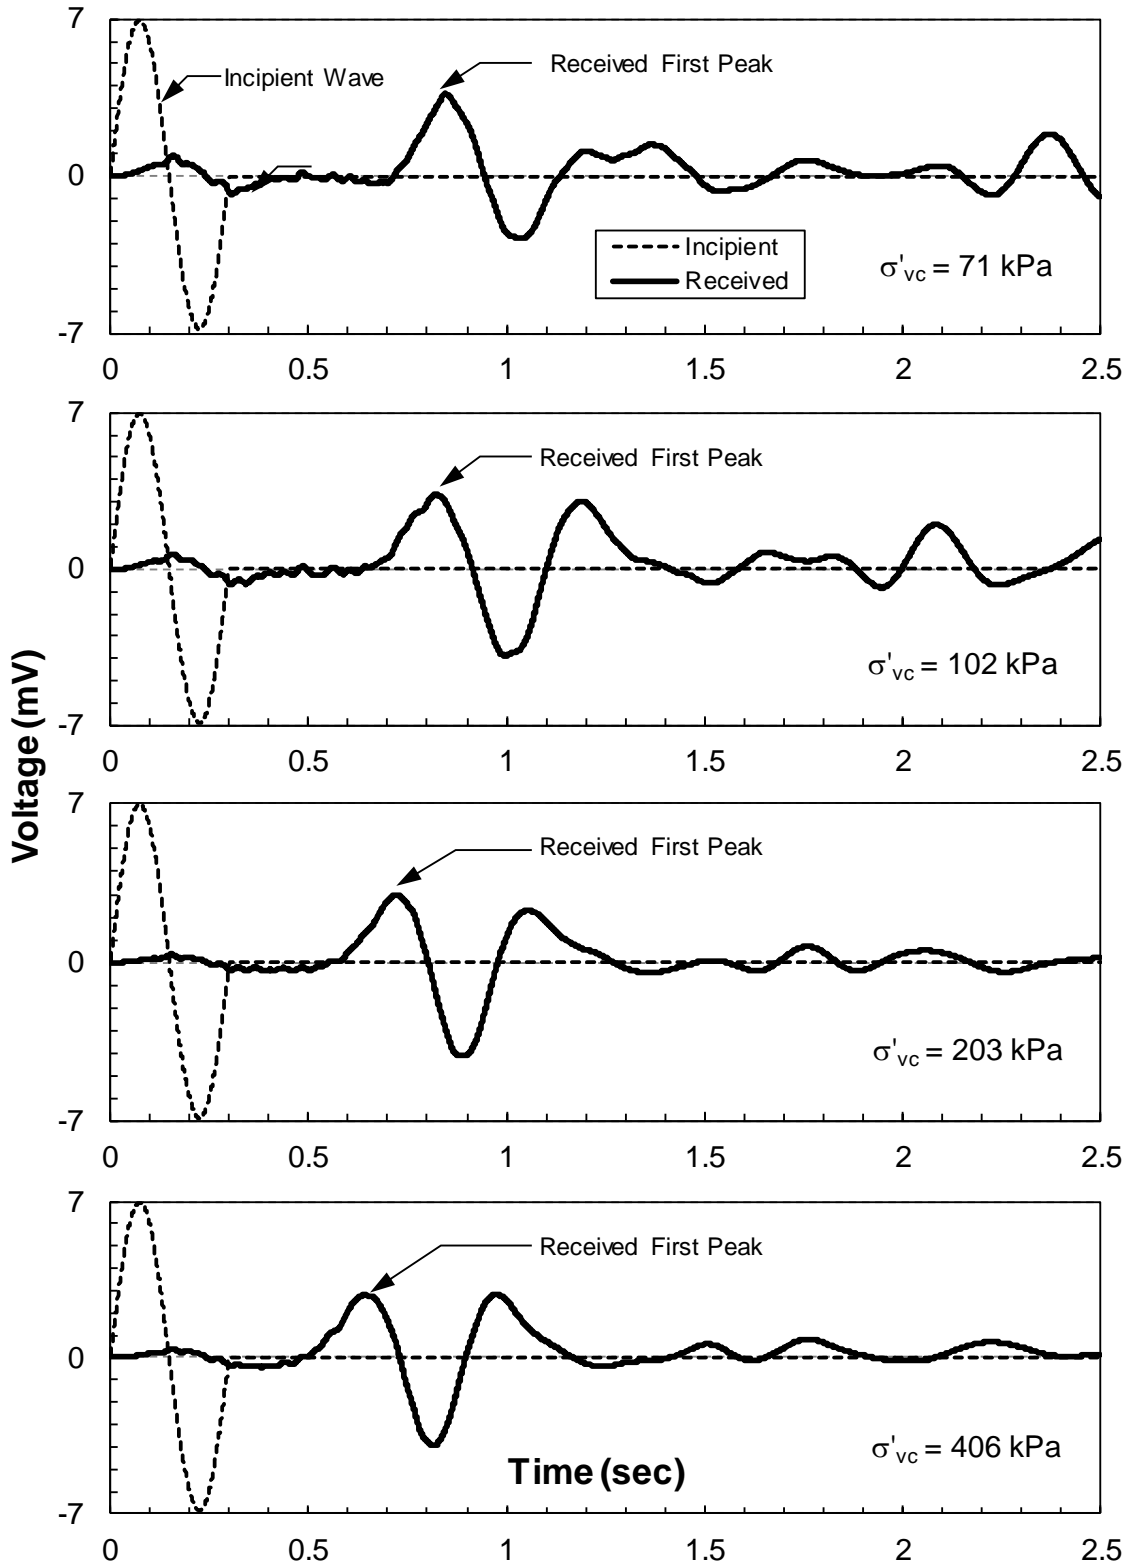 7
Incipient Wave
Received First Peak
0
Incipient
Received
σ'vc = 71 kPa
-7
0 0.5 1 1.5 2 2.5
7
Received First Peak
0
σ'vc = 102 kPa
-7
0 0.5 1 1.5 2 2.5
Voltage (mV)
7
Received First Peak
0
σ'vc = 203 kPa
-7
0 0.5 1 1.5 2 2.5
7
Received First Peak
0
σ'vc = 406 kPa
Time (sec)
-7
0 0.5 1 1.5 2 2.5